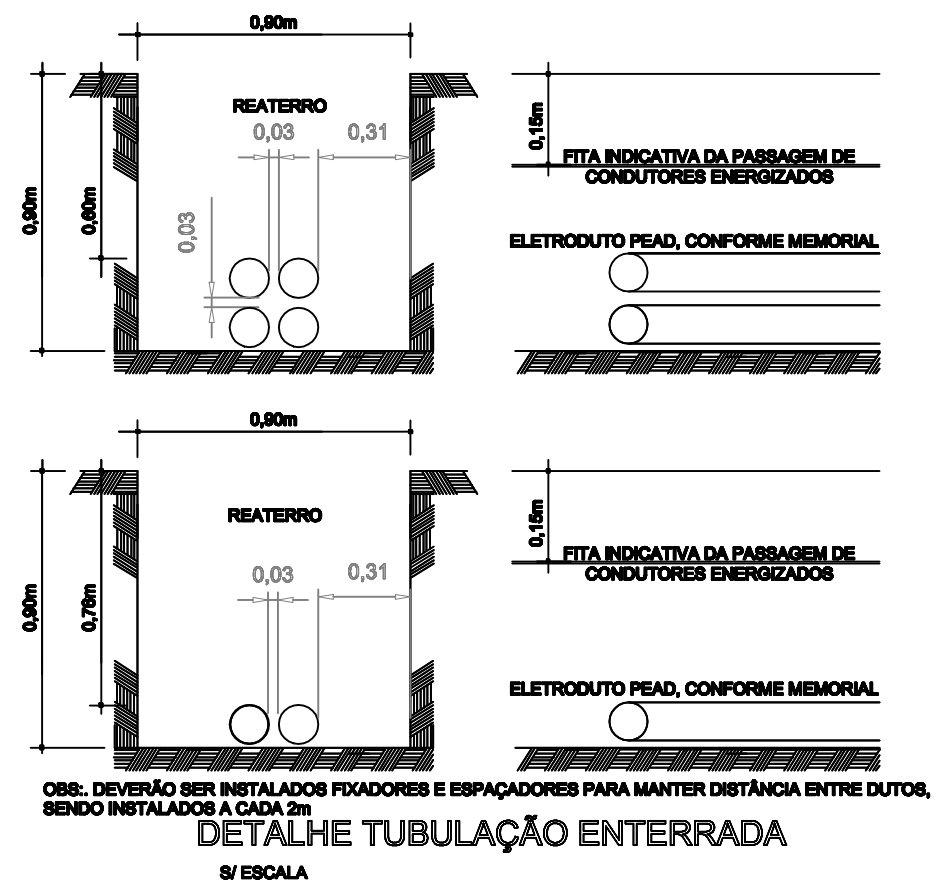 0,90m
REATERRO
0,03
0,31
0,15m
FITA INDICATIVA DA PASSAGEM DE
CONDUTORES ENERGIZADOS
0,90m
0,60m
0,03
ELETRODUTO PEAD, CONFORME MEMORIAL
0,90m
REATERRO
0,03
0,31
0,15m
FITA INDICATIVA DA PASSAGEM DE
CONDUTORES ENERGIZADOS
0,90m
0,76m
ELETRODUTO PEAD, CONFORME MEMORIAL
OBS:. DEVERÃO SER INSTALADOS FIXADORES E ESPAÇADORES PARA MANTER DISTÂNCIA ENTRE DUTOS,
SENDO INSTALADOS A CADA 2m
DETALHE TUBULAÇÃO ENTERRADA
S/ ESCALA